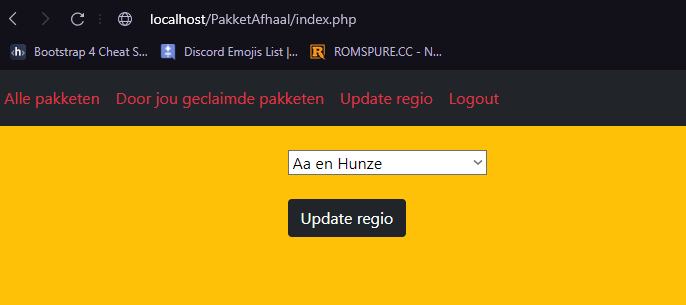 localhost/PakketAfhaal/index.php
Bootstrap 4 Cheat S... Discord Emojis List |... ROMSPURE.CC - N...
Alle pakketen Door jou geclaimde pakketen Update regio Logout
Aa en Hunze
Update regio